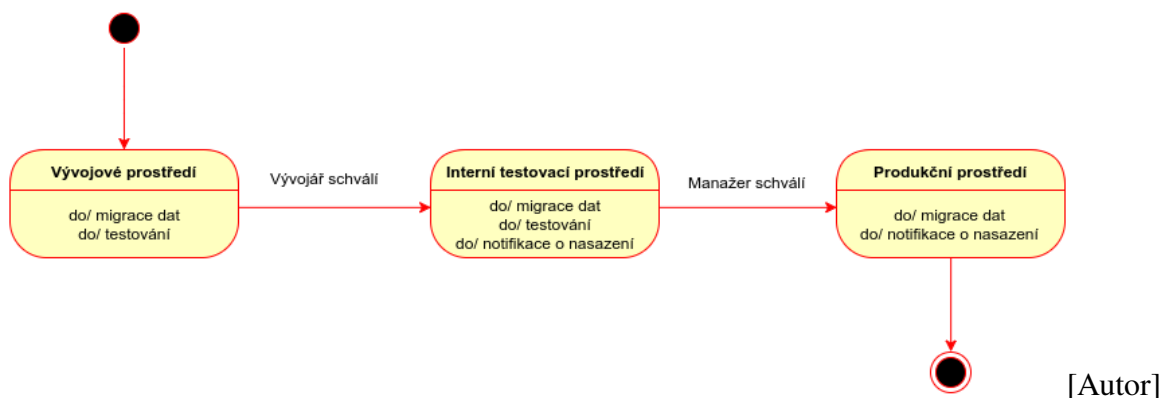 Vývojové prostředí
do/ migrace dat
do/ testování
Vývojář schválí
Interní testovací prostředí
do/ migrace dat
do/ testování
do/ notifikace o nasazení
Manažer schválí
Produkční prostředí
do/ migrace dat
do/ notifikace o nasazení
[Autor]